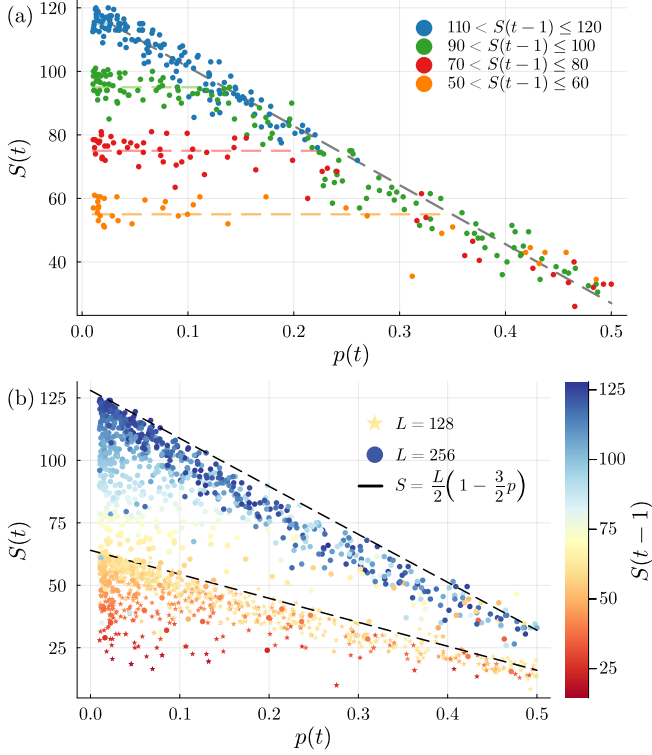 (a)
120
100
80
60
40
S(t)
110 < S(t − 1) ≤ 120
90 < S(t − 1) ≤ 100
70 < S(t − 1) ≤ 80
50 < S(t − 1) ≤ 60
0.0 0.1 0.2 0.3 0.4 0.5
p(t)
(b)
125
100
75
50
25
S(t)
L = 128
L = 256
S = L/2(1 − 3/2p)
0.0 0.1 0.2 0.3 0.4 0.5
p(t)
125
100
75
50
25
S(t − 1)